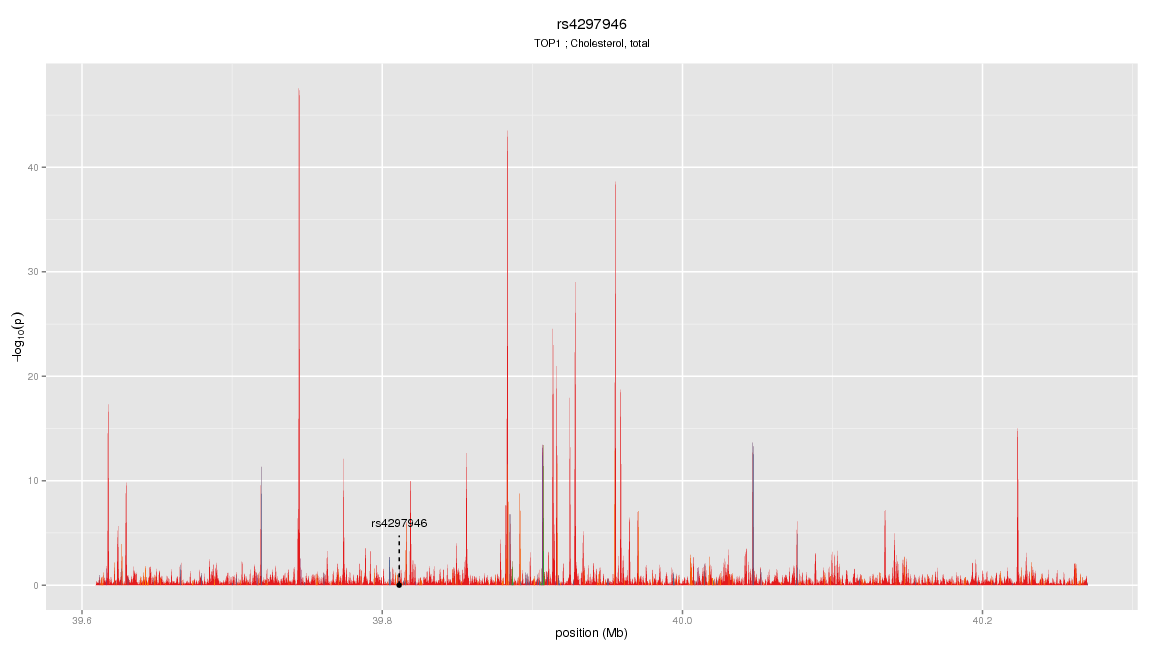 rs4297946
TOP1 ; Cholesterol, total
40
30
20
10
0
−log10(p)
rs4297946
39.6
39.8
40.0
40.2
position (Mb)